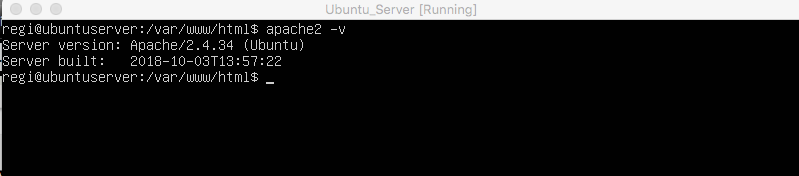 Ubuntu_Server [Running]
regi@ubuntuserver:/var/www/html$ apache2 -v
Server version: Apache/2.4.34 (Ubuntu)
Server built:   2018-10-03T13:57:22
regi@ubuntuserver:/var/www/html$ _